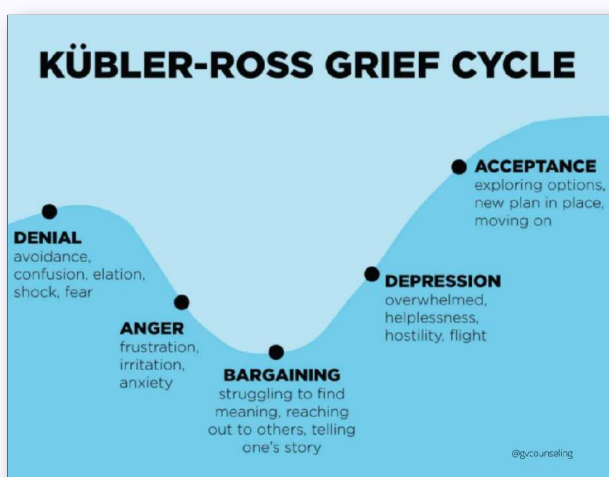 KÜBLER-ROSS GRIEF CYCLE
DENIAL
avoidance,
confusion, elation,
shock, fear
ANGER
frustration,
irritation,
anxiety
BARGAINING
struggling to find
meaning, reaching
out to others, telling
one's story
DEPRESSION
overwhelmed,
helplessness,
hostility, flight
ACCEPTANCE
exploring options,
new plan in place,
moving on
@gvcounseling